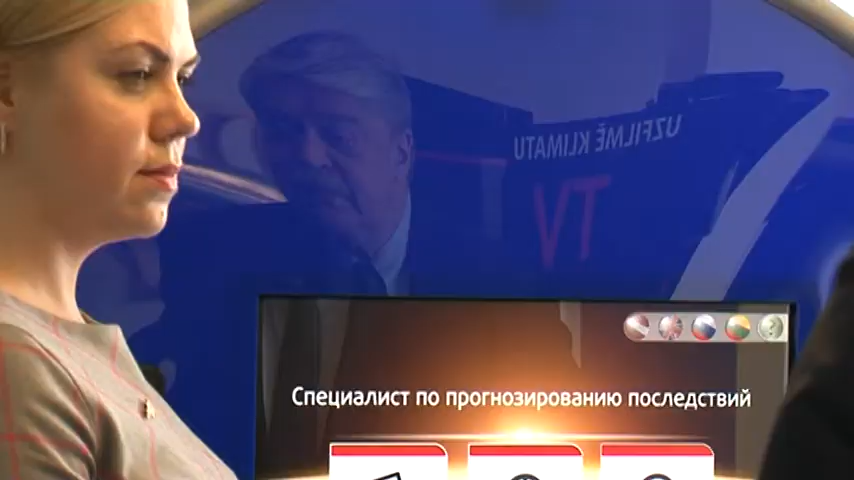 UZFILMĒ KLIMATU
TV
Специалист по прогнозированию последствий
?